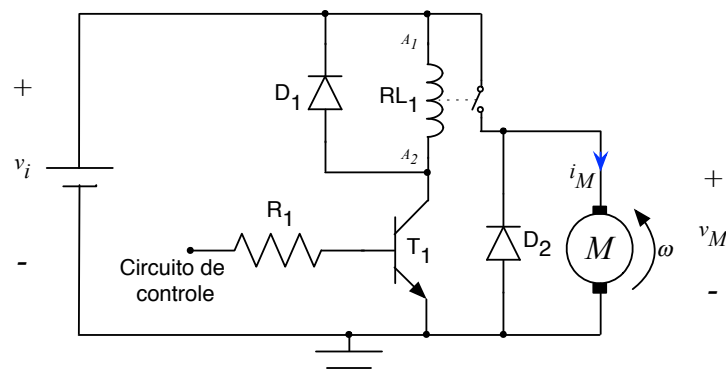 A1
D1
RL1
+
vi
-
A2
iM
+
R1
T1
D2
M
ω
vM
-
Circuito de
controle